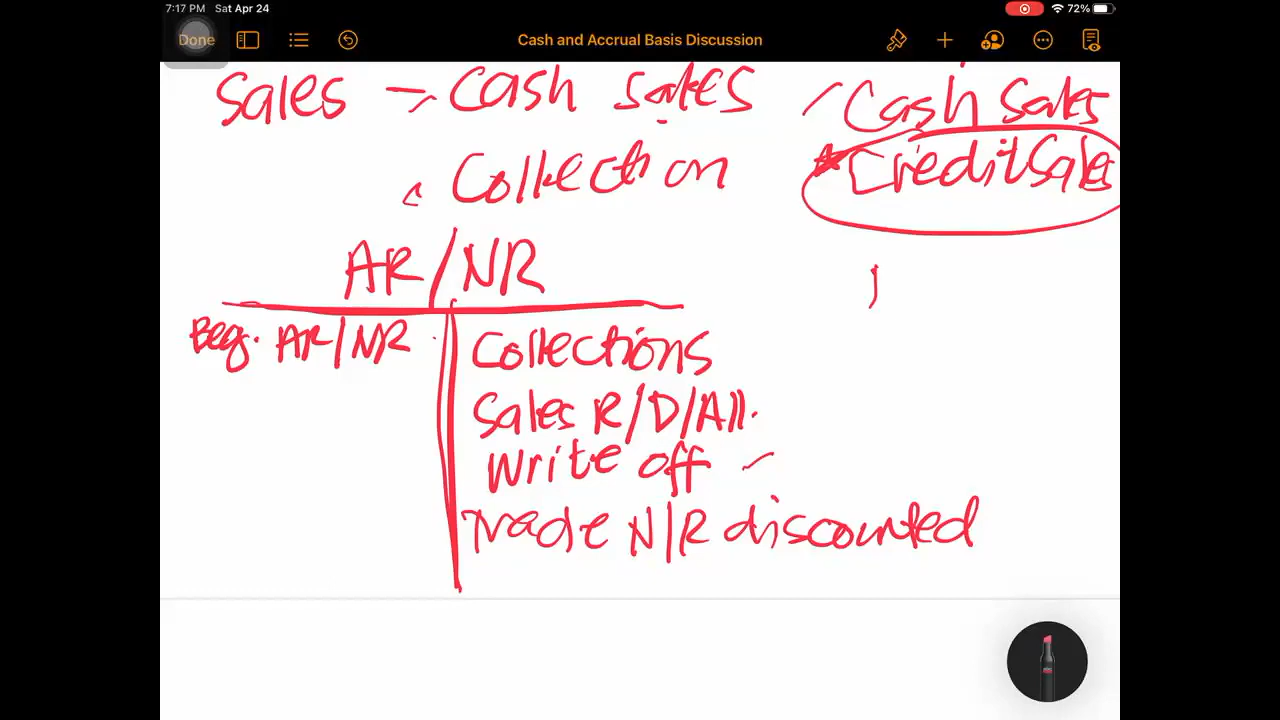 7:17 PM Sat Apr 24
72%
Done
Cash and Accrual Basis Discussion
Sales - Cash sales Cash Sales
Collection Credit Sales
AR/NR
Beg. AR/NR Collections
Sales R/D/All.
Write off
Trade N/R discounted